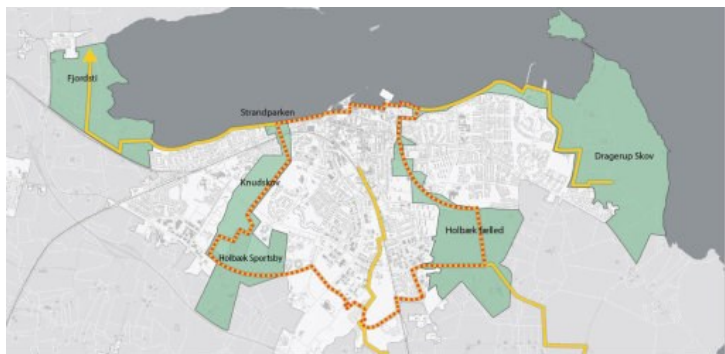 Fjordsti
Strandparken
Dragerup Skov
Knudskov
Holbæk Fælled
Holbæk Sportsby